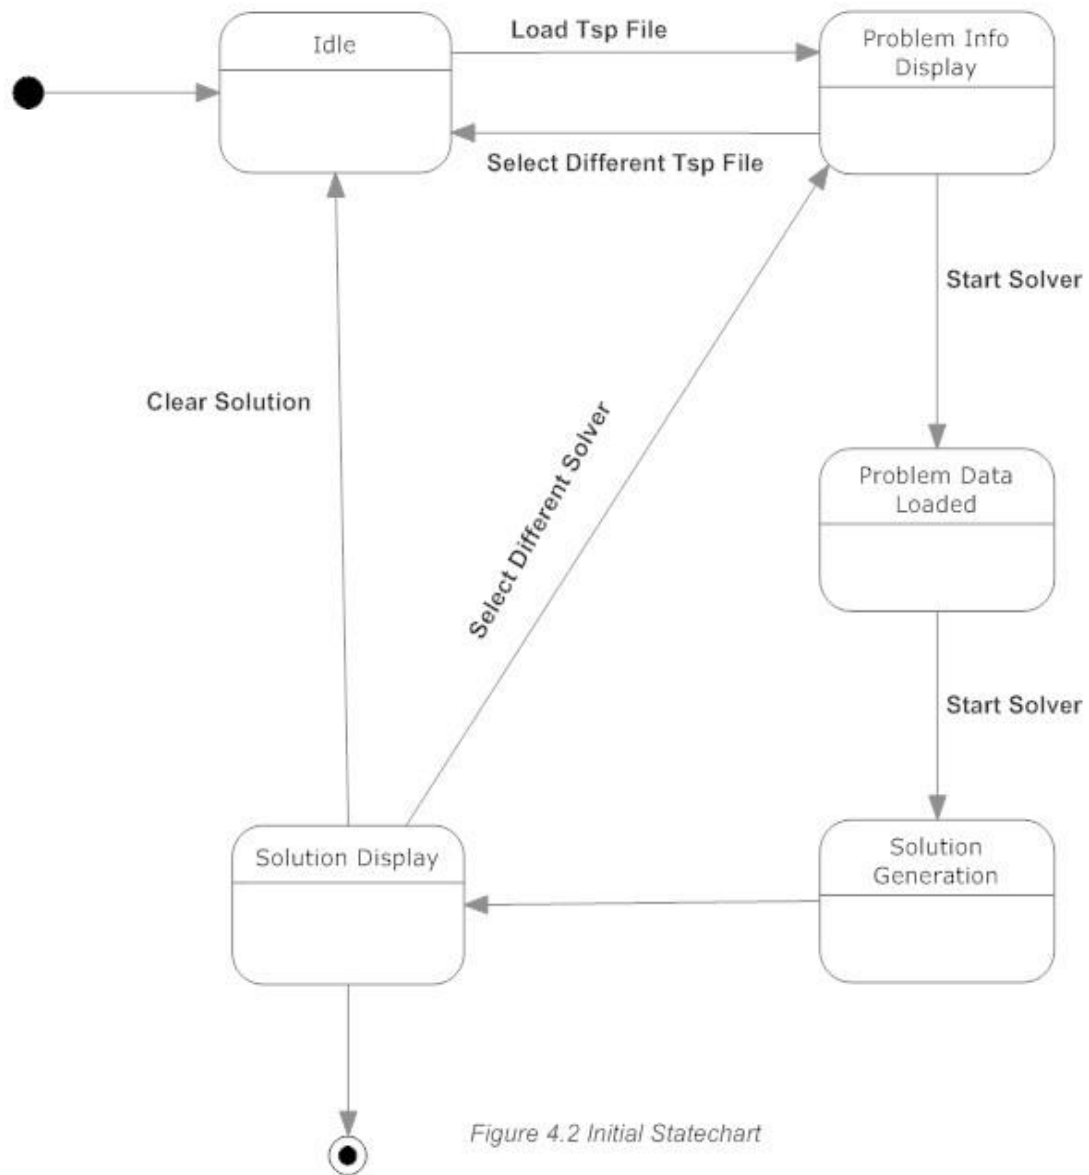 Idle
Load Tsp File
Problem Info
Display
Select Different Tsp File
Start Solver
Clear Solution
Select Different Solver
Problem Data
Loaded
Start Solver
Solution Display
Solution
Generation
Figure 4.2 Initial Statechart